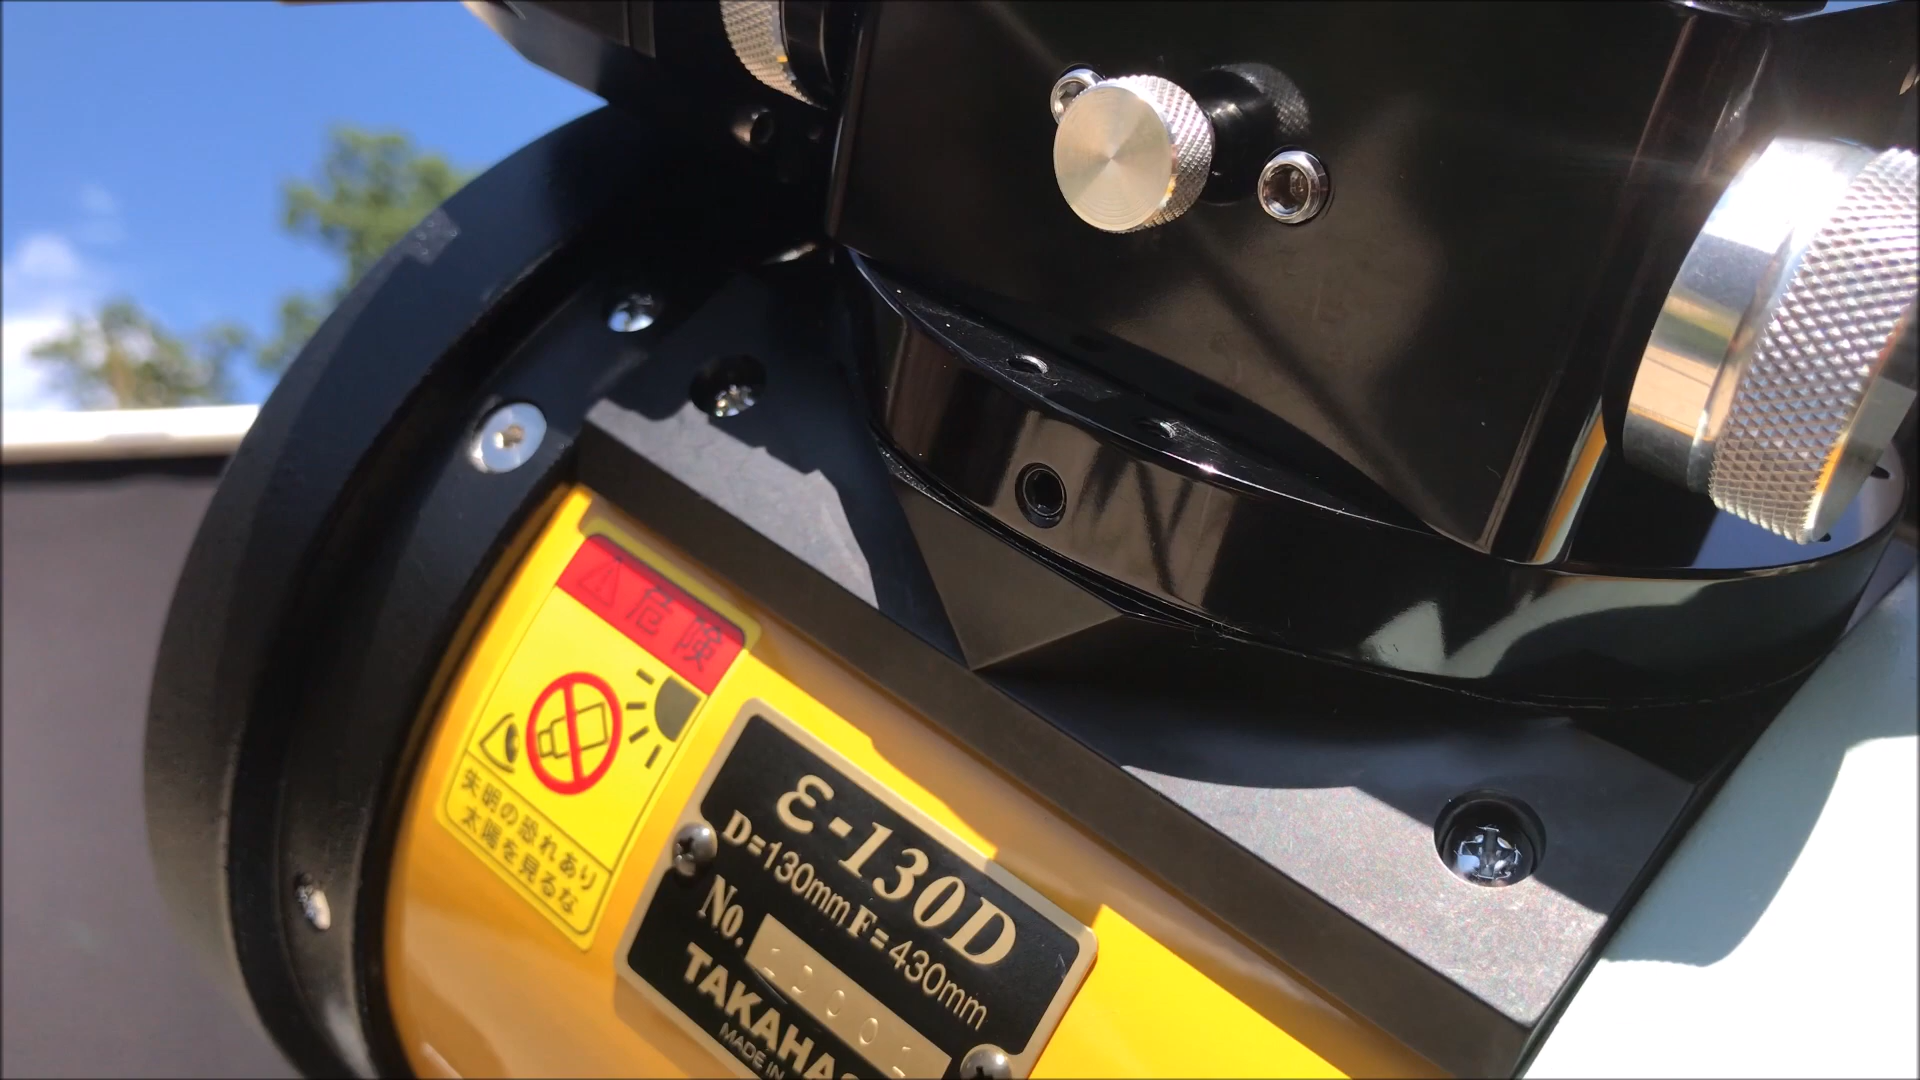 危険
失明の恐れあり
太陽を見るな
ε-130D
D=130mm F=430mm
No.
TAKAHAS
MADE IN